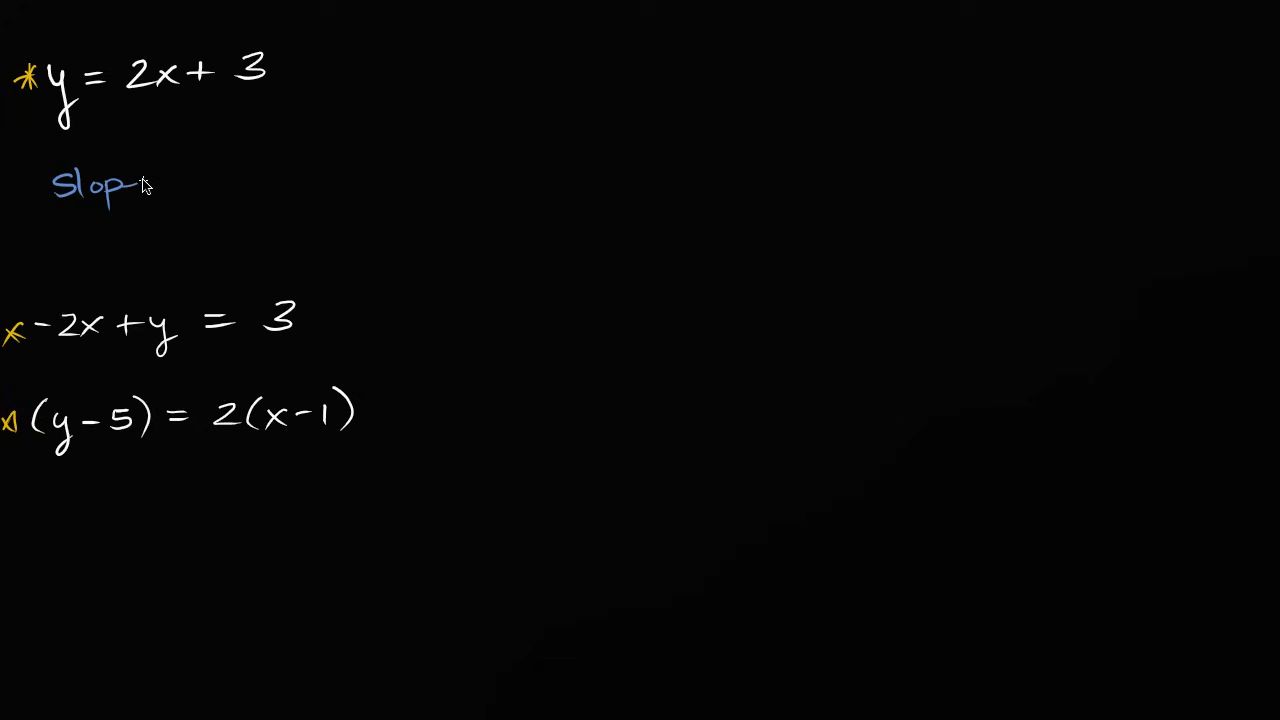 * y = 2x + 3
Slop
* -2x + y = 3
* (y - 5) = 2(x - 1)